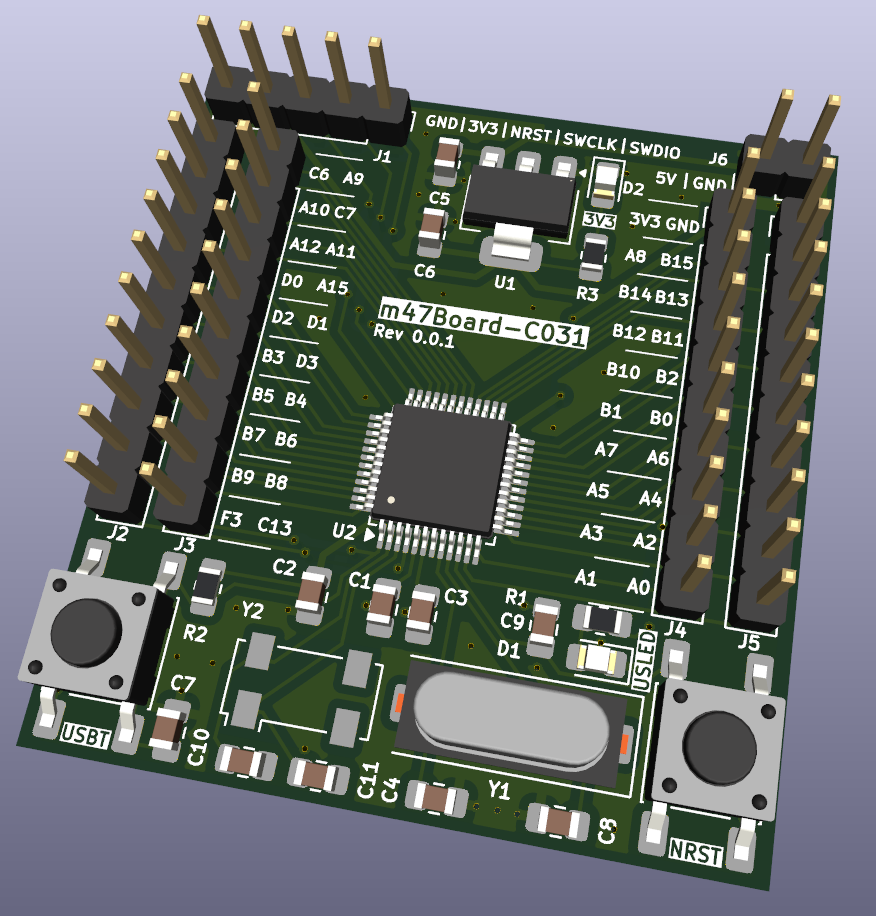 GND|3V3|NRST|SWCLK|SWDIO
J6
J1
C6 A9
C5
D2
5V | GND
A10 C7
3V3
3V3 GND
A12 A11
C6
A8 B15
D0 A15
U1
R3
B14 B13
D2 D1
m47Board-C031
Rev 0.0.1
B12 B11
B3 D3
B10 B2
B5 B4
B1 B0
B7 B6
A7 A6
B9 B8
A5 A4
F3 C13
U2
A3 A2
J2
J3
C2
C1
C3
R1
A1 A0
C9
R2
Y2
D1
USLED
J4
J5
C7
USBT
C10
C11
C4
Y1
C8
NRST